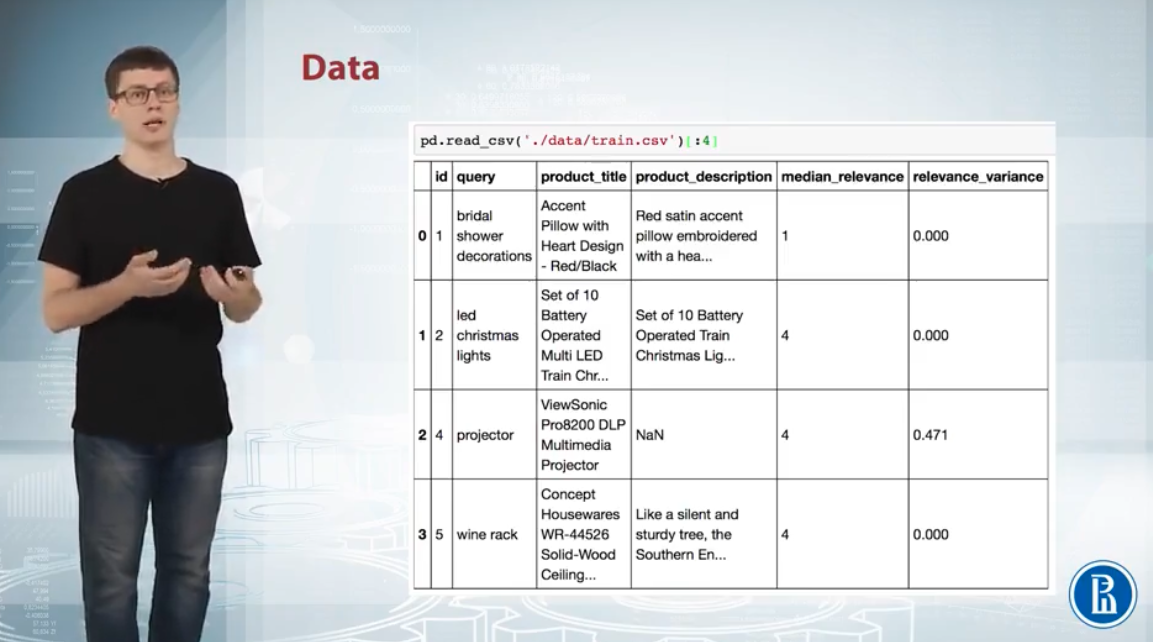 Data
pd.read_csv('./data/train.csv')[:4]
id query product_title product_description median_relevance relevance_variance
0 1 bridal shower decorations Accent Pillow with Heart Design - Red/Black Red satin accent pillow embroidered with a hea... 1 0.000
1 2 led christmas lights Set of 10 Battery Operated Multi LED Train Chr... Set of 10 Battery Operated Train Christmas Lig... 4 0.000
2 4 projector ViewSonic Pro8200 DLP Multimedia Projector NaN 4 0.471
3 5 wine rack Concept Housewares WR-44526 Solid-Wood Ceiling... Like a silent and sturdy tree, the Southern En... 4 0.000